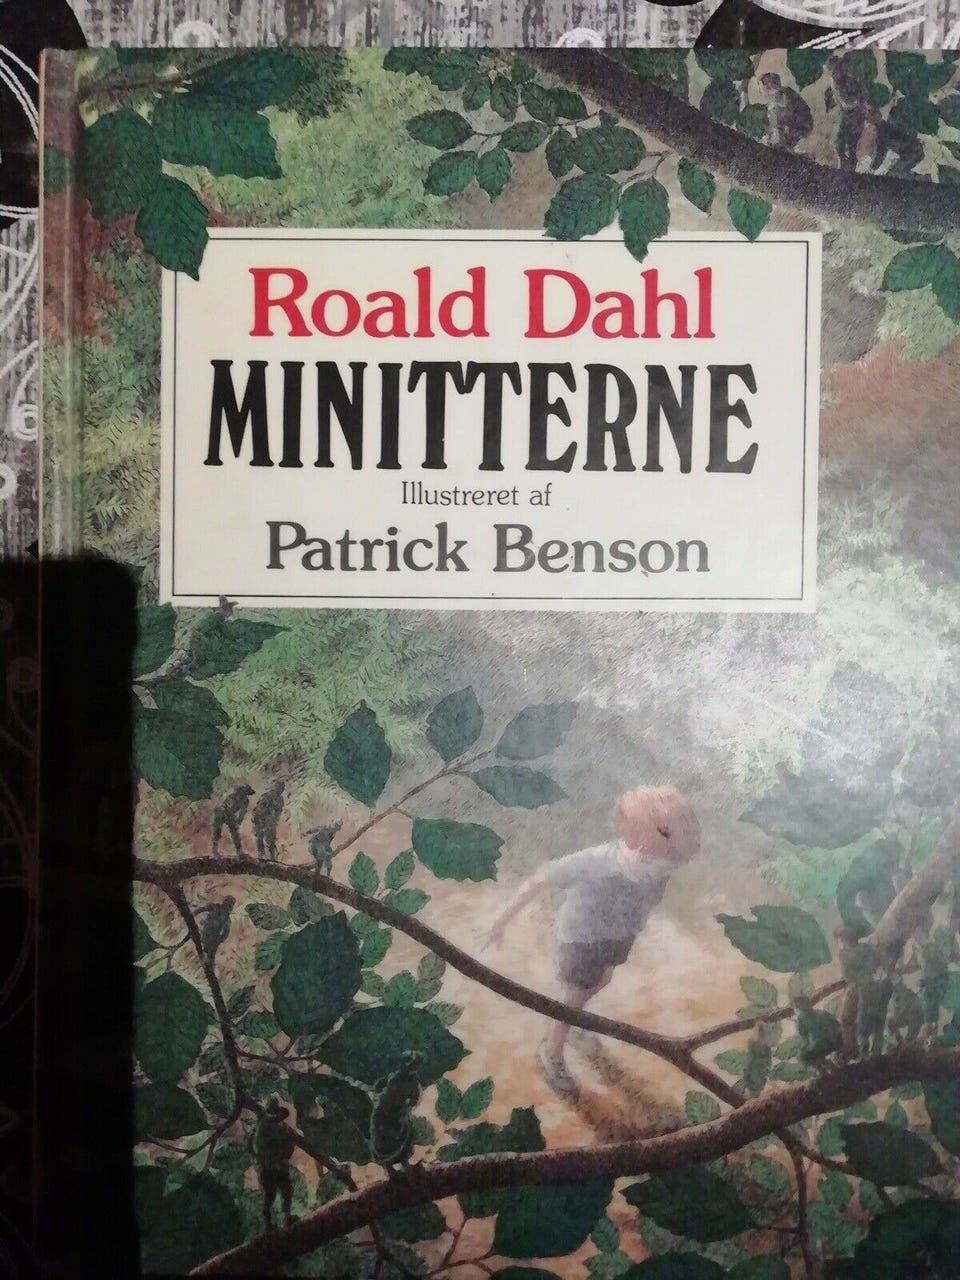 Roald Dahl
MINITTERNE
Illustreret af
Patrick Benson